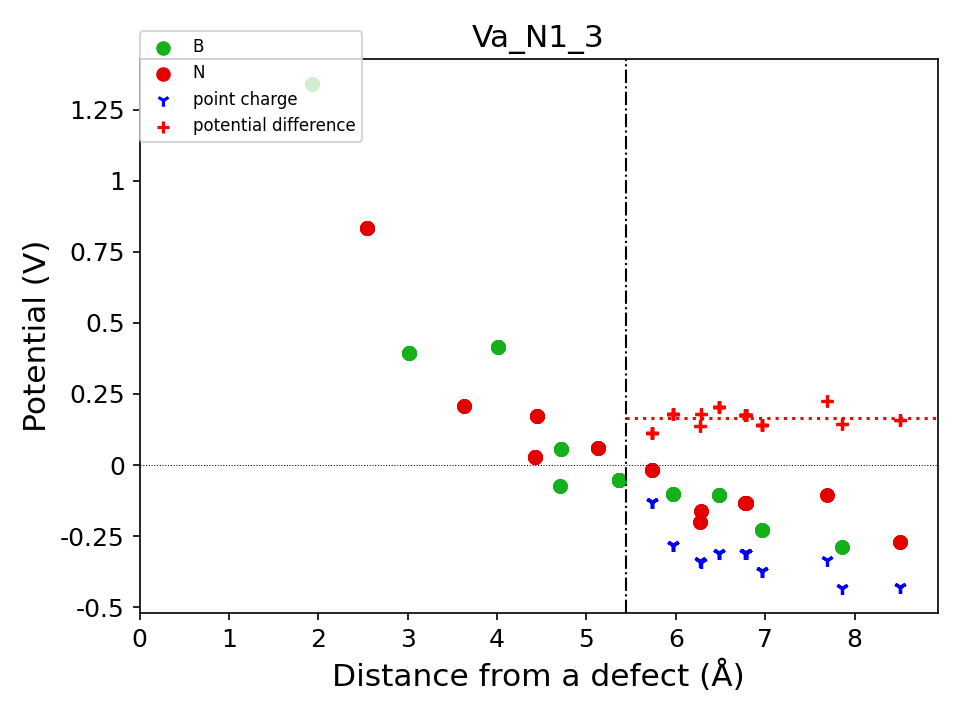 Va_N1_3
B
N
point charge
potential difference
1.25
1
0.75
0.5
0.25
0
-0.25
-0.5
Potential (V)
0 1 2 3 4 5 6 7 8
Distance from a defect (Å)